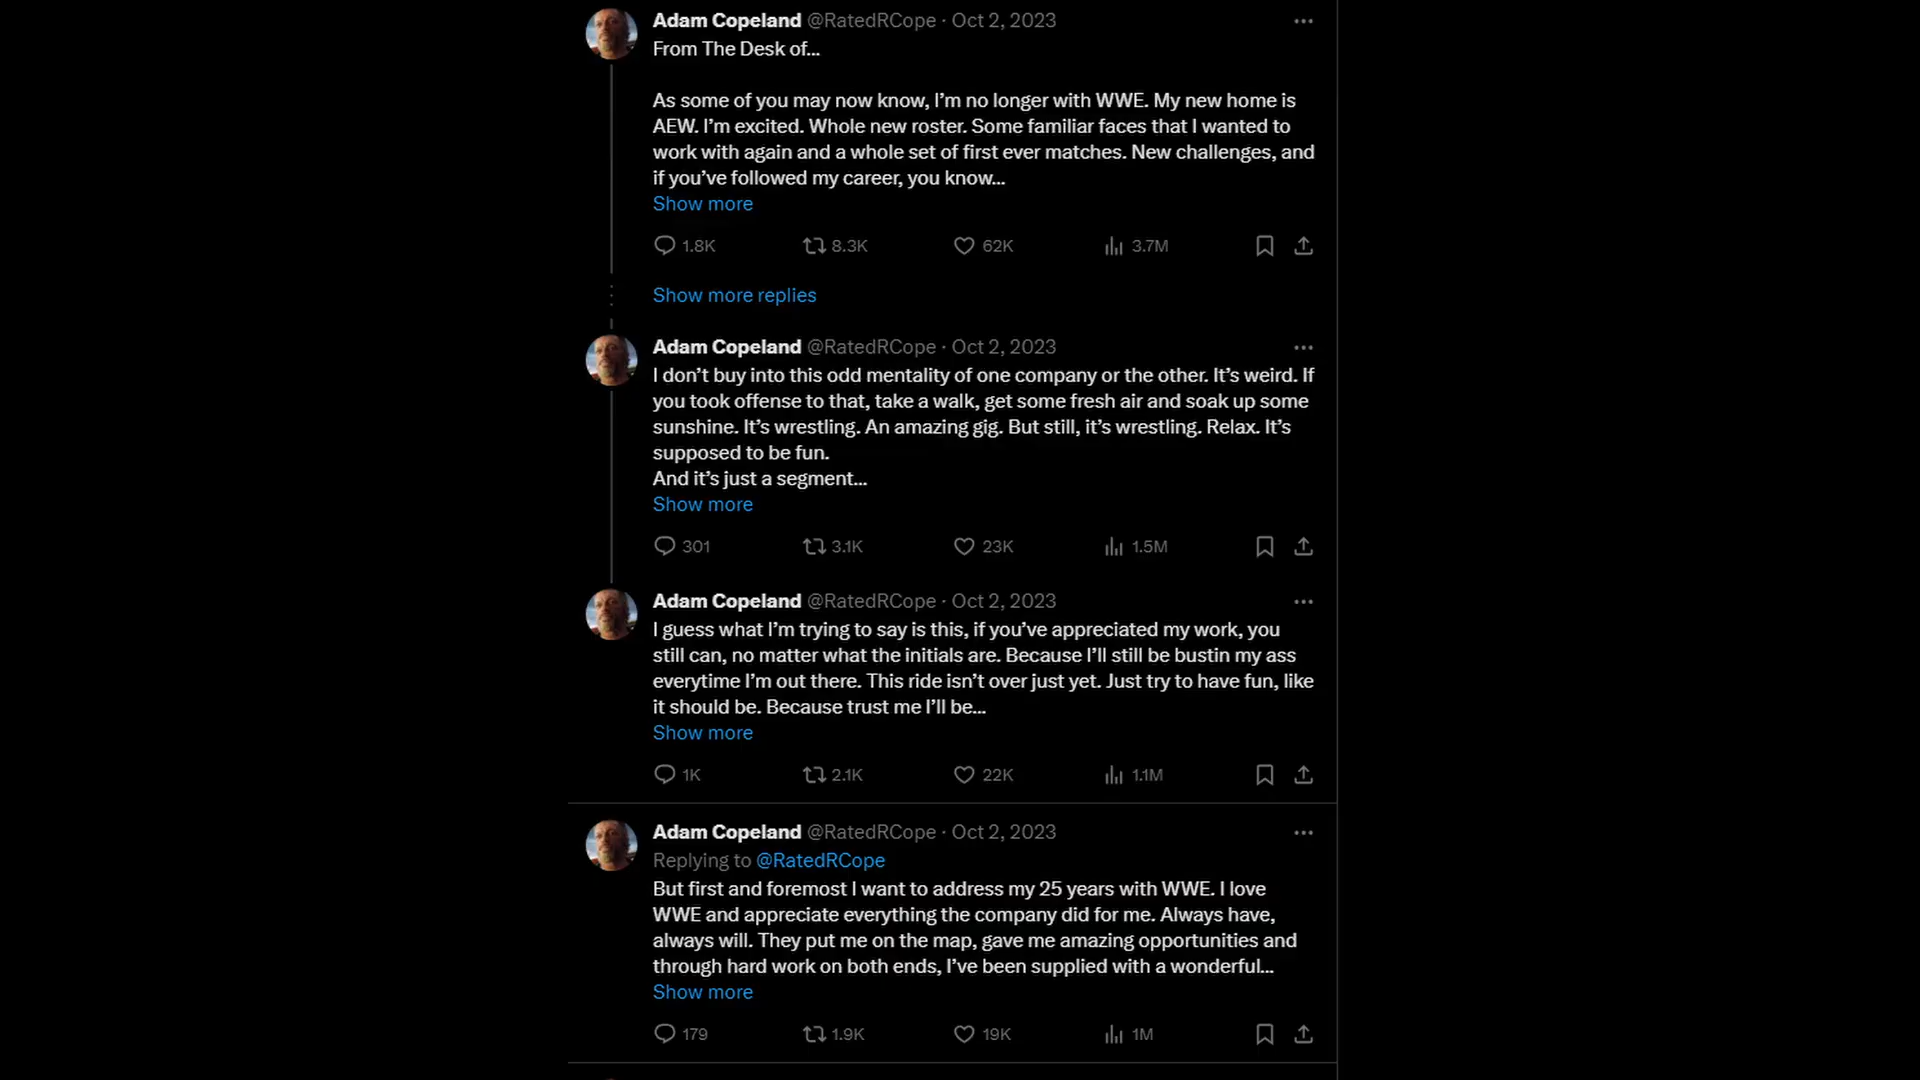 Adam Copeland @RatedRCope · Oct 2, 2023
From The Desk of...
As some of you may now know, I’m no longer with WWE. My new home is
AEW. I’m excited. Whole new roster. Some familiar faces that I wanted to
work with again and a whole set of first ever matches. New challenges, and
if you’ve followed my career, you know...
Show more
1.8K 8.3K 62K 3.7M
Show more replies
Adam Copeland @RatedRCope · Oct 2, 2023
I don’t buy into this odd mentality of one company or the other. It’s weird. If
you took offense to that, take a walk, get some fresh air and soak up some
sunshine. It’s wrestling. An amazing gig. But still, it’s wrestling. Relax. It’s
supposed to be fun.
And it’s just a segment...
Show more
301 3.1K 23K 1.5M
Adam Copeland @RatedRCope · Oct 2, 2023
I guess what I’m trying to say is this, if you’ve appreciated my work, you
still can, no matter what the initials are. Because I’ll still be bustin my ass
everytime I’m out there. This ride isn’t over just yet. Just try to have fun, like
it should be. Because trust me I’ll be...
Show more
1K 2.1K 22K 1.1M
Adam Copeland @RatedRCope · Oct 2, 2023
Replying to @RatedRCope
But first and foremost I want to address my 25 years with WWE. I love
WWE and appreciate everything the company did for me. Always have,
always will. They put me on the map, gave me amazing opportunities and
through hard work on both ends, I’ve been supplied with a wonderful...
Show more
179 1.9K 19K 1M